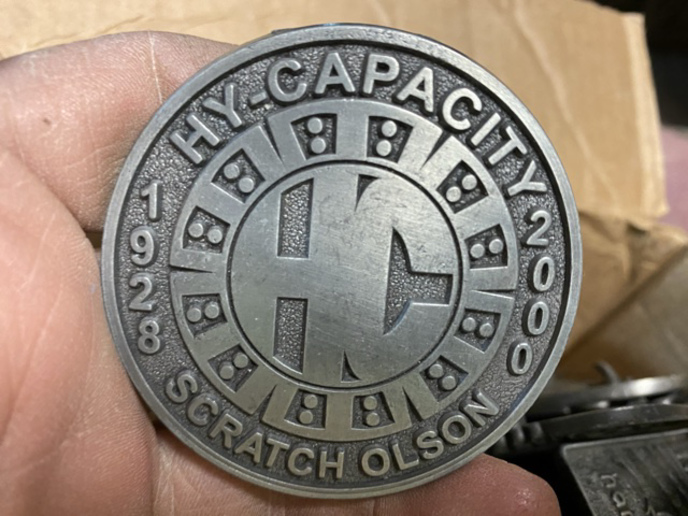 HY-CAPACITY
1928
2000
HC
SCRATCH OLSON